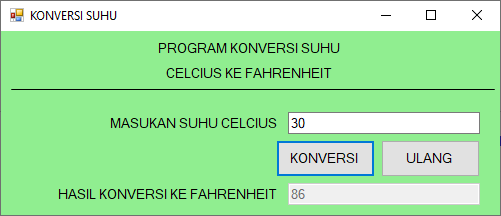 KONVERSI SUHU
PROGRAM KONVERSI SUHU
CELCIUS KE FAHRENHEIT
MASUKAN SUHU CELCIUS 30
KONVERSI ULANG
HASIL KONVERSI KE FAHRENHEIT 86